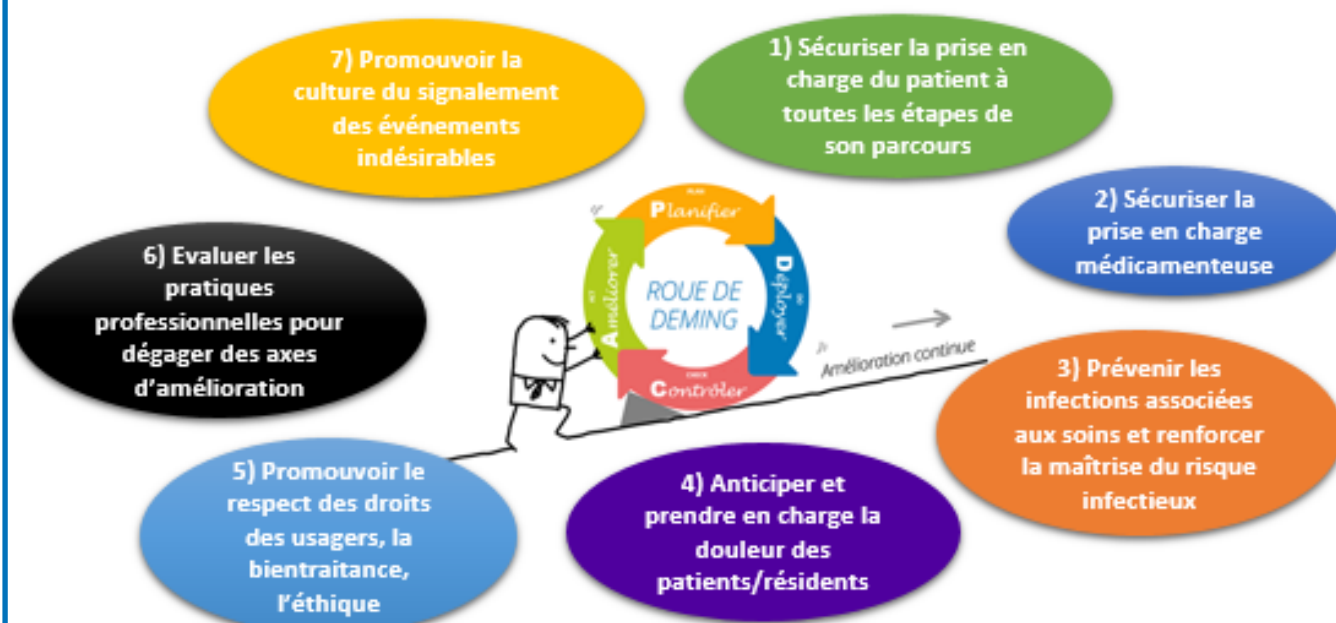 7) Promouvoir la
culture du signalement
des événements
indésirables
1) Sécuriser la prise en
charge du patient à
toutes les étapes de
son parcours
2) Sécuriser la
prise en charge
médicamenteuse
3) Prévenir les
infections associées
aux soins et renforcer
la maîtrise du risque
infectieux
4) Anticiper et
prendre en charge la
douleur des
patients/résidents
5) Promouvoir le
respect des droits
des usagers, la
bientraitance,
l'éthique
6) Evaluer les
pratiques
professionnelles pour
dégager des axes
d'amélioration
PLAN
Planifier
DO
Déployer
CHECK
Contrôler
ACT
Améliorer
ROUE DE
DEMING
Amélioration continue